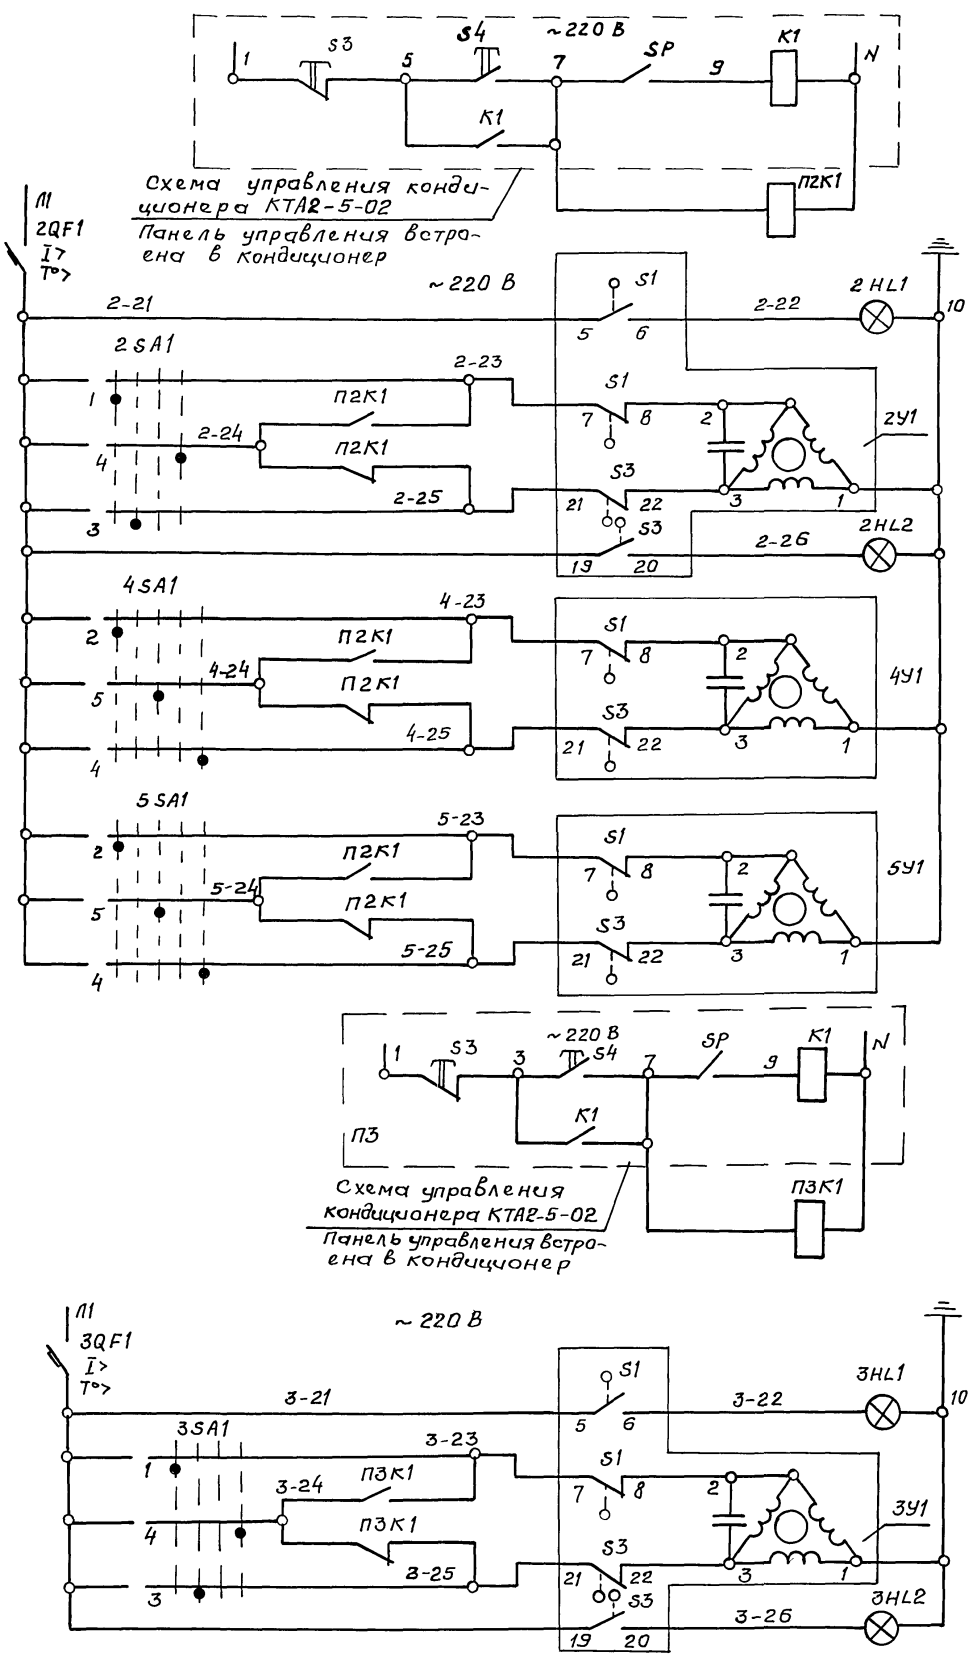 1 S3 5 S4 ~220 В 7 SP 9 К1 N
К1
П2К1
Схема управления конди-
ционера КТА2-5-02
Панель управления встро-
ена в кондиционер
Л1
2QF1
I>
T°>
~220 В
2-21 5 S1 6 2-22 2HL1 10
2SA1
1 2-23 7 S1 8 2
П2К1
4 2-24
П2К1
2У1
3 2-25 21 S3 22 3 1
19 S3 20 2-26 2HL2
4SA1
2 4-23 7 S1 8 2
П2К1
5 4-24
П2К1
4У1
4 4-25 21 S3 22 3 1
5SA1
2 5-23 7 S1 8 2
П2К1
5 5-24
П2К1
5У1
4 5-25 21 S3 22 3 1
1 S3 3 ~220 В S4 7 SP 9 К1 N
К1
П3
П3К1
Схема управления
кондиционера КТА2-5-02
Панель управления встро-
ена в кондиционер
Л1
3QF1
I>
T°>
~220 В
3-21 5 S1 6 3-22 3HL1 10
3SA1
1 3-23 7 S1 8 2
П3К1
4 3-24
П3К1
3У1
3 3-25 21 S3 22 3 1
19 S3 20 3-26 3HL2